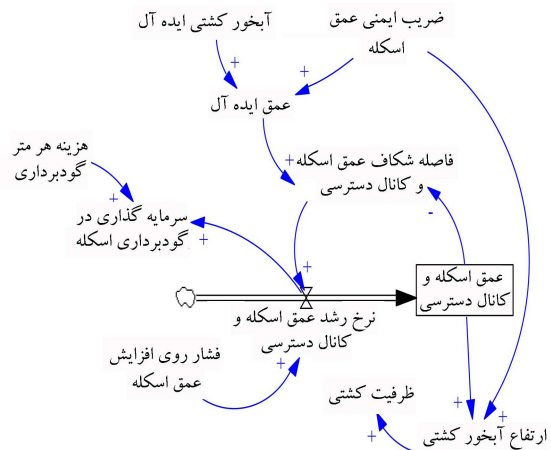 آبخور کشتی ایده آل
ضریب ایمنی عمق
اسکله
+
+
عمق ایده آل
هزینه هر متر
گودبرداری
فاصله شکاف عمق اسکله
و کانال دسترسی
+
+
-
سرمایه گذاری در
گودبرداری اسکله
+
+
عمق اسکله و
کانال دسترسی
نرخ رشد عمق اسکله و
کانال دسترسی
فشار روی افزایش
عمق اسکله
+
ظرفیت کشتی
+
+
ارتفاع آبخور کشتی
+